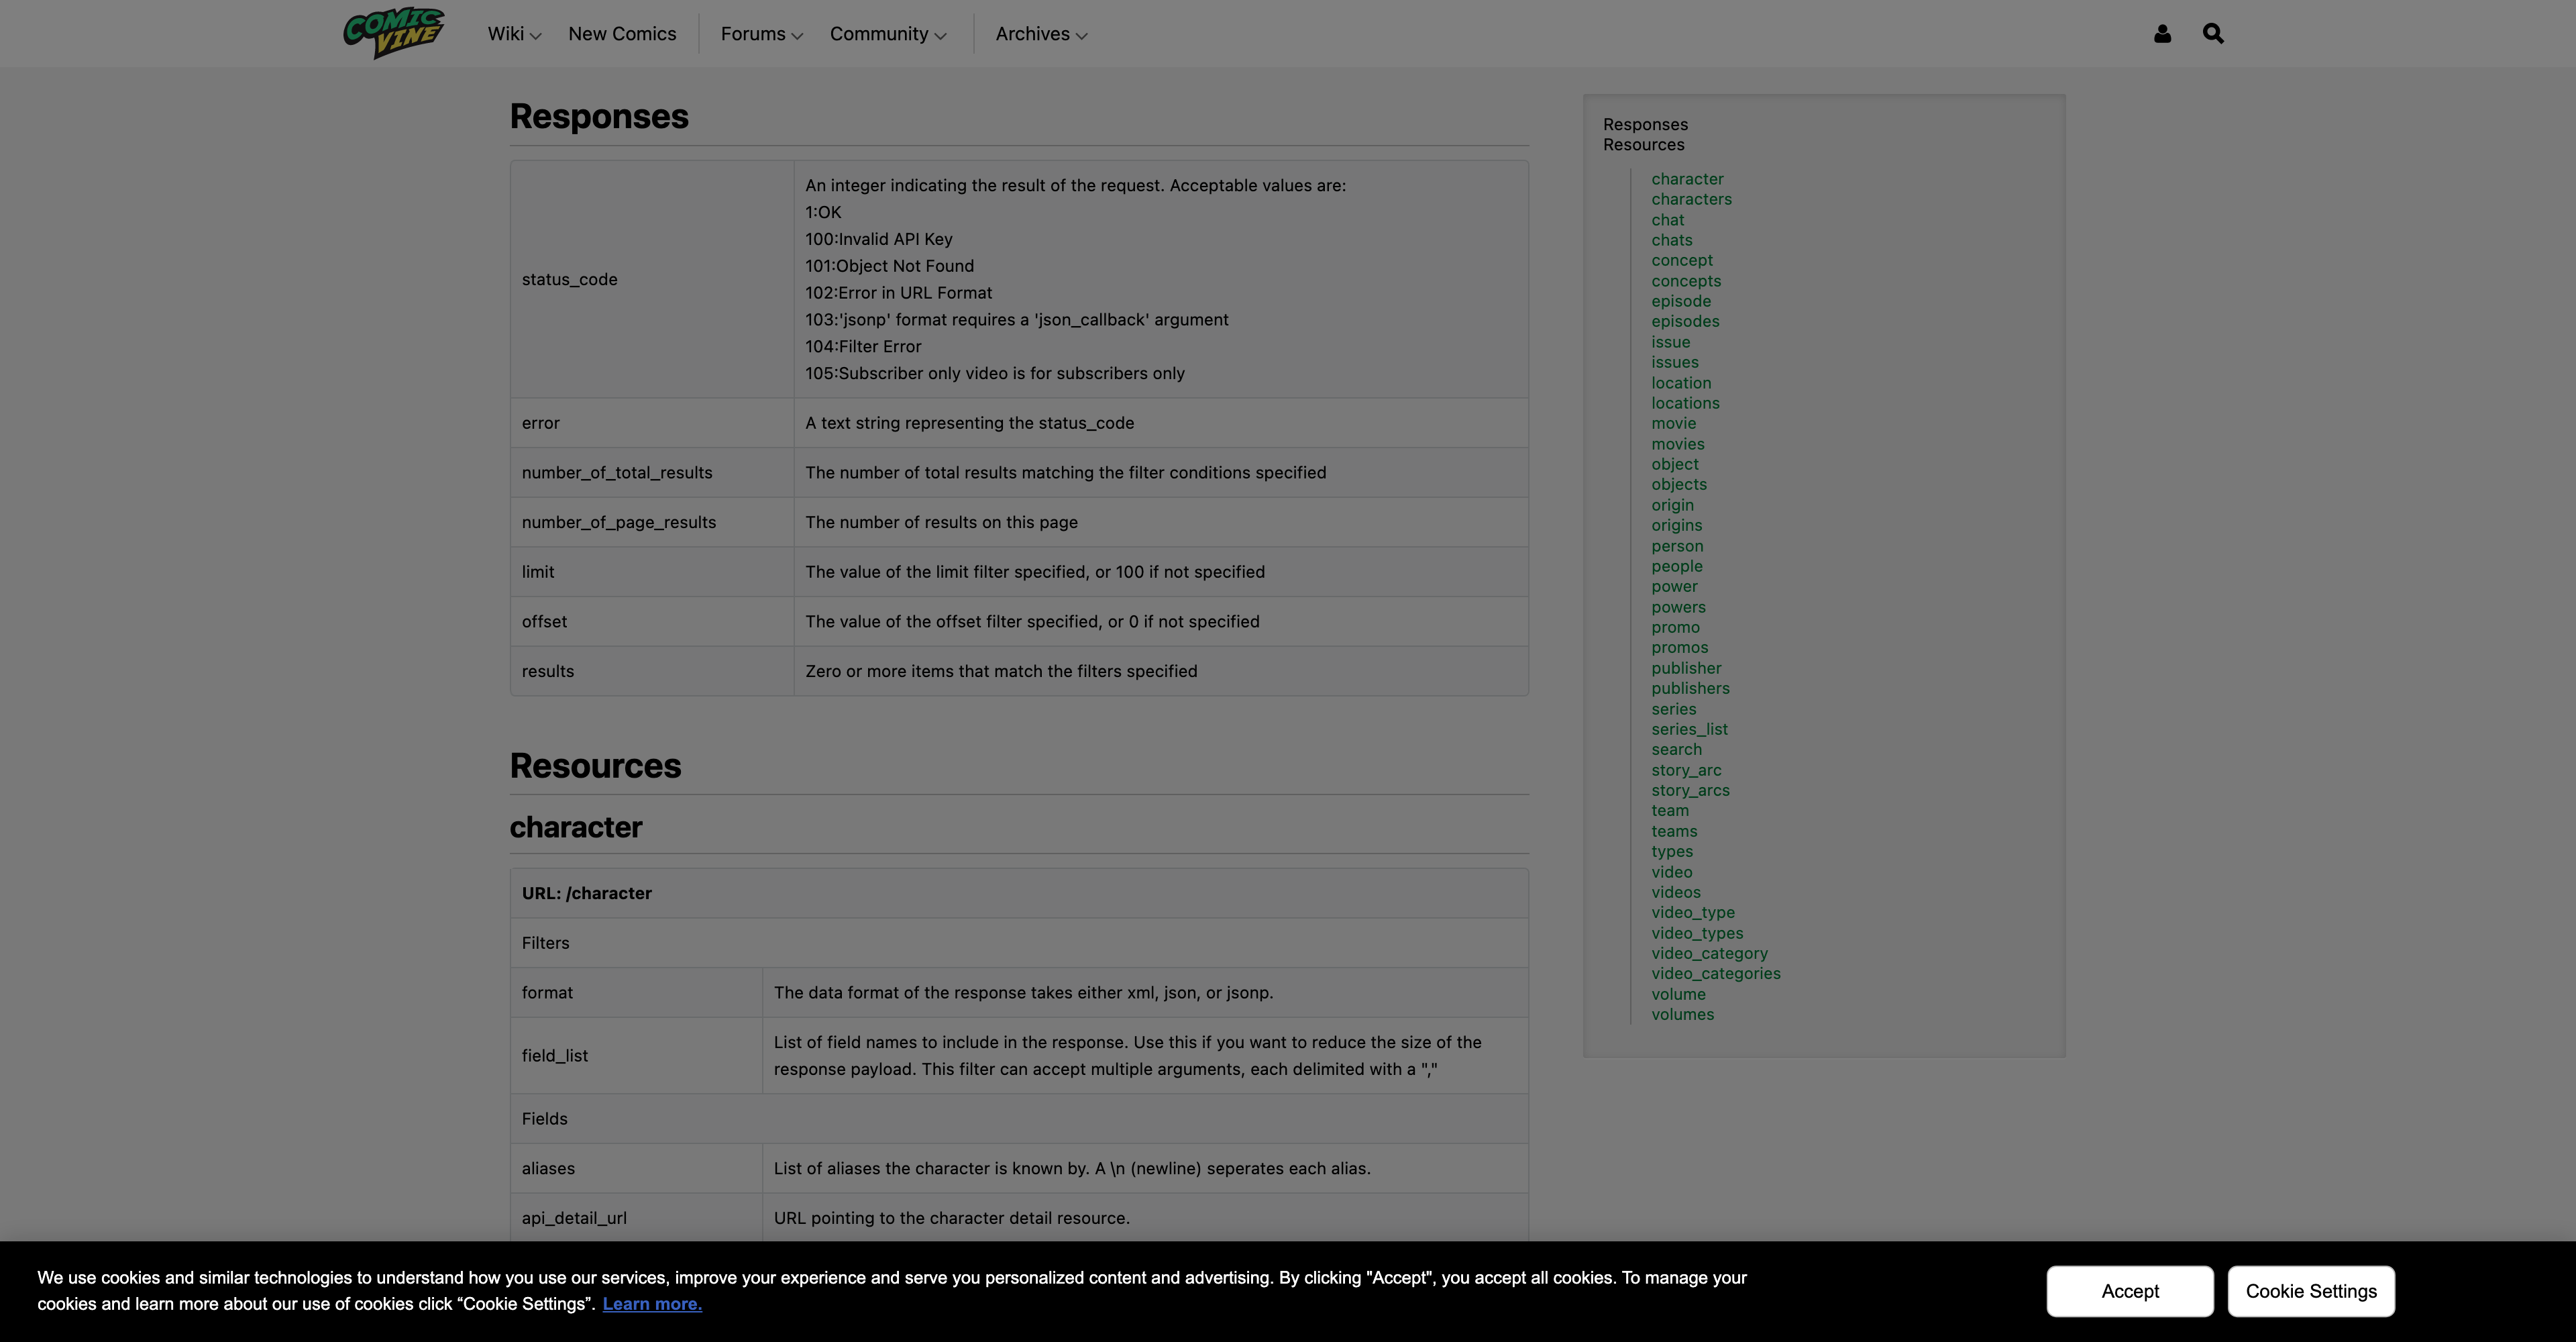 COMIC VINE
Wiki
New Comics
Forums
Community
Archives
Responses
status_code
An integer indicating the result of the request. Acceptable values are:
1:OK
100:Invalid API Key
101:Object Not Found
102:Error in URL Format
103:'jsonp' format requires a 'json_callback' argument
104:Filter Error
105:Subscriber only video is for subscribers only
error
A text string representing the status_code
number_of_total_results
The number of total results matching the filter conditions specified
number_of_page_results
The number of results on this page
limit
The value of the limit filter specified, or 100 if not specified
offset
The value of the offset filter specified, or 0 if not specified
results
Zero or more items that match the filters specified
Resources
character
URL: /character
Filters
format
The data format of the response takes either xml, json, or jsonp.
field_list
List of field names to include in the response. Use this if you want to reduce the size of the
response payload. This filter can accept multiple arguments, each delimited with a ","
Fields
aliases
List of aliases the character is known by. A \n (newline) seperates each alias.
api_detail_url
URL pointing to the character detail resource.
Responses
Resources
character
characters
chat
chats
concept
concepts
episode
episodes
issue
issues
location
locations
movie
movies
object
objects
origin
origins
person
people
power
powers
promo
promos
publisher
publishers
series
series_list
search
story_arc
story_arcs
team
teams
types
video
videos
video_type
video_types
video_category
video_categories
volume
volumes
We use cookies and similar technologies to understand how you use our services, improve your experience and serve you personalized content and advertising. By clicking "Accept", you accept all cookies. To manage your
cookies and learn more about our use of cookies click “Cookie Settings”. Learn more.
Accept
Cookie Settings